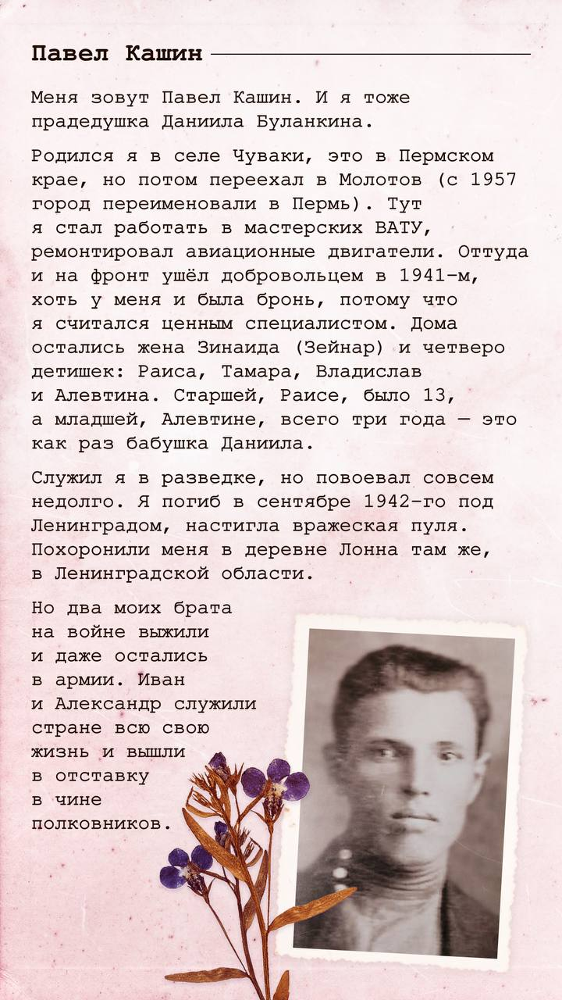 Павел Кашин
Меня зовут Павел Кашин. И я тоже
прадедушка Даниила Буланкина.
Родился я в селе Чуваки, это в Пермском
крае, но потом переехал в Молотов (с 1957
город переименовали в Пермь). Тут
я стал работать в мастерских ВАТУ,
ремонтировал авиационные двигатели. Оттуда
и на фронт ушёл добровольцем в 1941–м,
хоть у меня и была бронь, потому что
я считался ценным специалистом. Дома
остались жена Зинаида (Зейнар) и четверо
детишек: Раиса, Тамара, Владислав
и Алевтина. Старшей, Раисе, было 13,
а младшей, Алевтине, всего три года — это
как раз бабушка Даниила.
Служил я в разведке, но повоевал совсем
недолго. Я погиб в сентябре 1942–го под
Ленинградом, настигла вражеская пуля.
Похоронили меня в деревне Лонна там же,
в Ленинградской области.
Но два моих брата
на войне выжили
и даже остались
в армии. Иван
и Александр служили
стране всю свою
жизнь и вышли
в отставку
в чине
полковников.